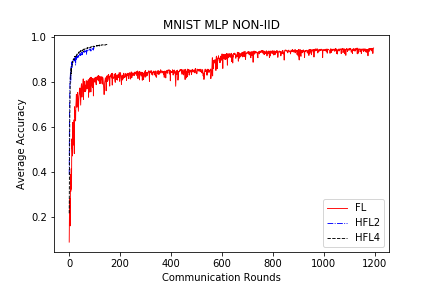 MNIST MLP NON-IID
Average Accuracy
1.0
0.8
0.6
0.4
0.2
FL
HFL2
HFL4
0 200 400 600 800 1000 1200
Communication Rounds